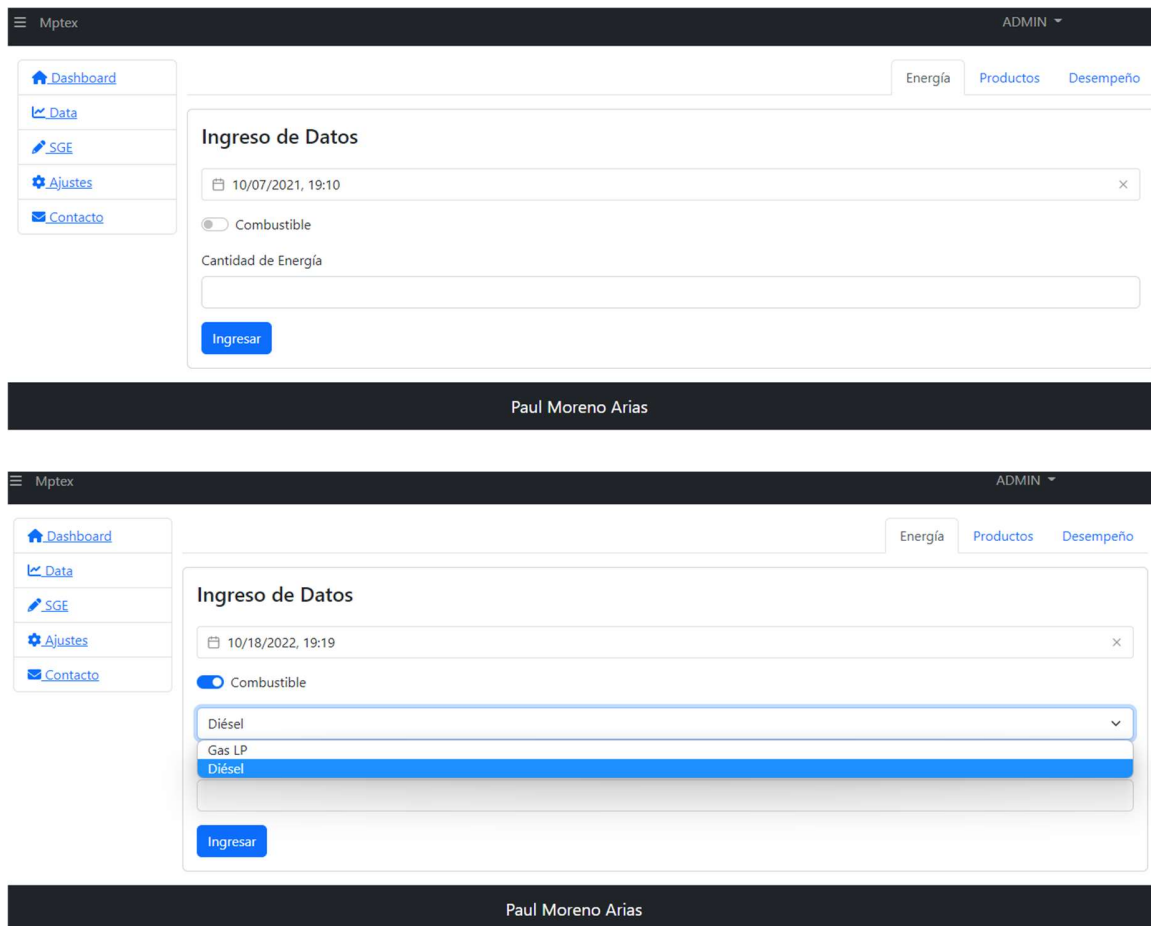 Mptex ADMIN
Dashboard Energía Productos Desempeño
Data
Ingreso de Datos
SGE
Ajustes 10/07/2021, 19:10
Contacto Combustible
Cantidad de Energía
Ingresar
Paul Moreno Arias
Mptex ADMIN
Dashboard Energía Productos Desempeño
Data
Ingreso de Datos
SGE
Ajustes 10/18/2022, 19:19
Contacto Combustible
Diésel
Gas LP
Diésel
Ingresar
Paul Moreno Arias